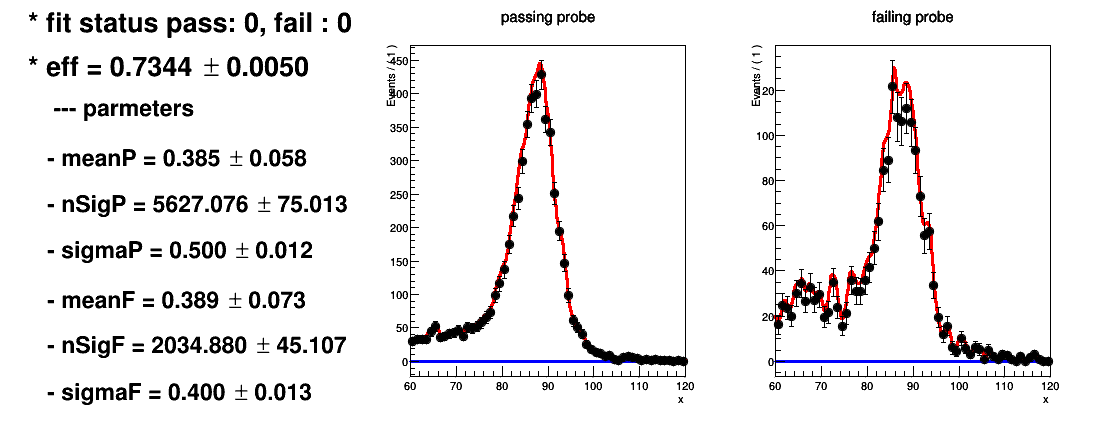 * fit status pass: 0, fail : 0
* eff = 0.7344 ± 0.0050
--- parmeters
- meanP = 0.385 ± 0.058
- nSigP = 5627.076 ± 75.013
- sigmaP = 0.500 ± 0.012
- meanF = 0.389 ± 0.073
- nSigF = 2034.880 ± 45.107
- sigmaF = 0.400 ± 0.013
passing probe
Events / ( 1 )
450
400
350
300
250
200
150
100
50
0
60 70 80 90 100 110 120
x
failing probe
Events / ( 1 )
120
100
80
60
40
20
0
60 70 80 90 100 110 120
x